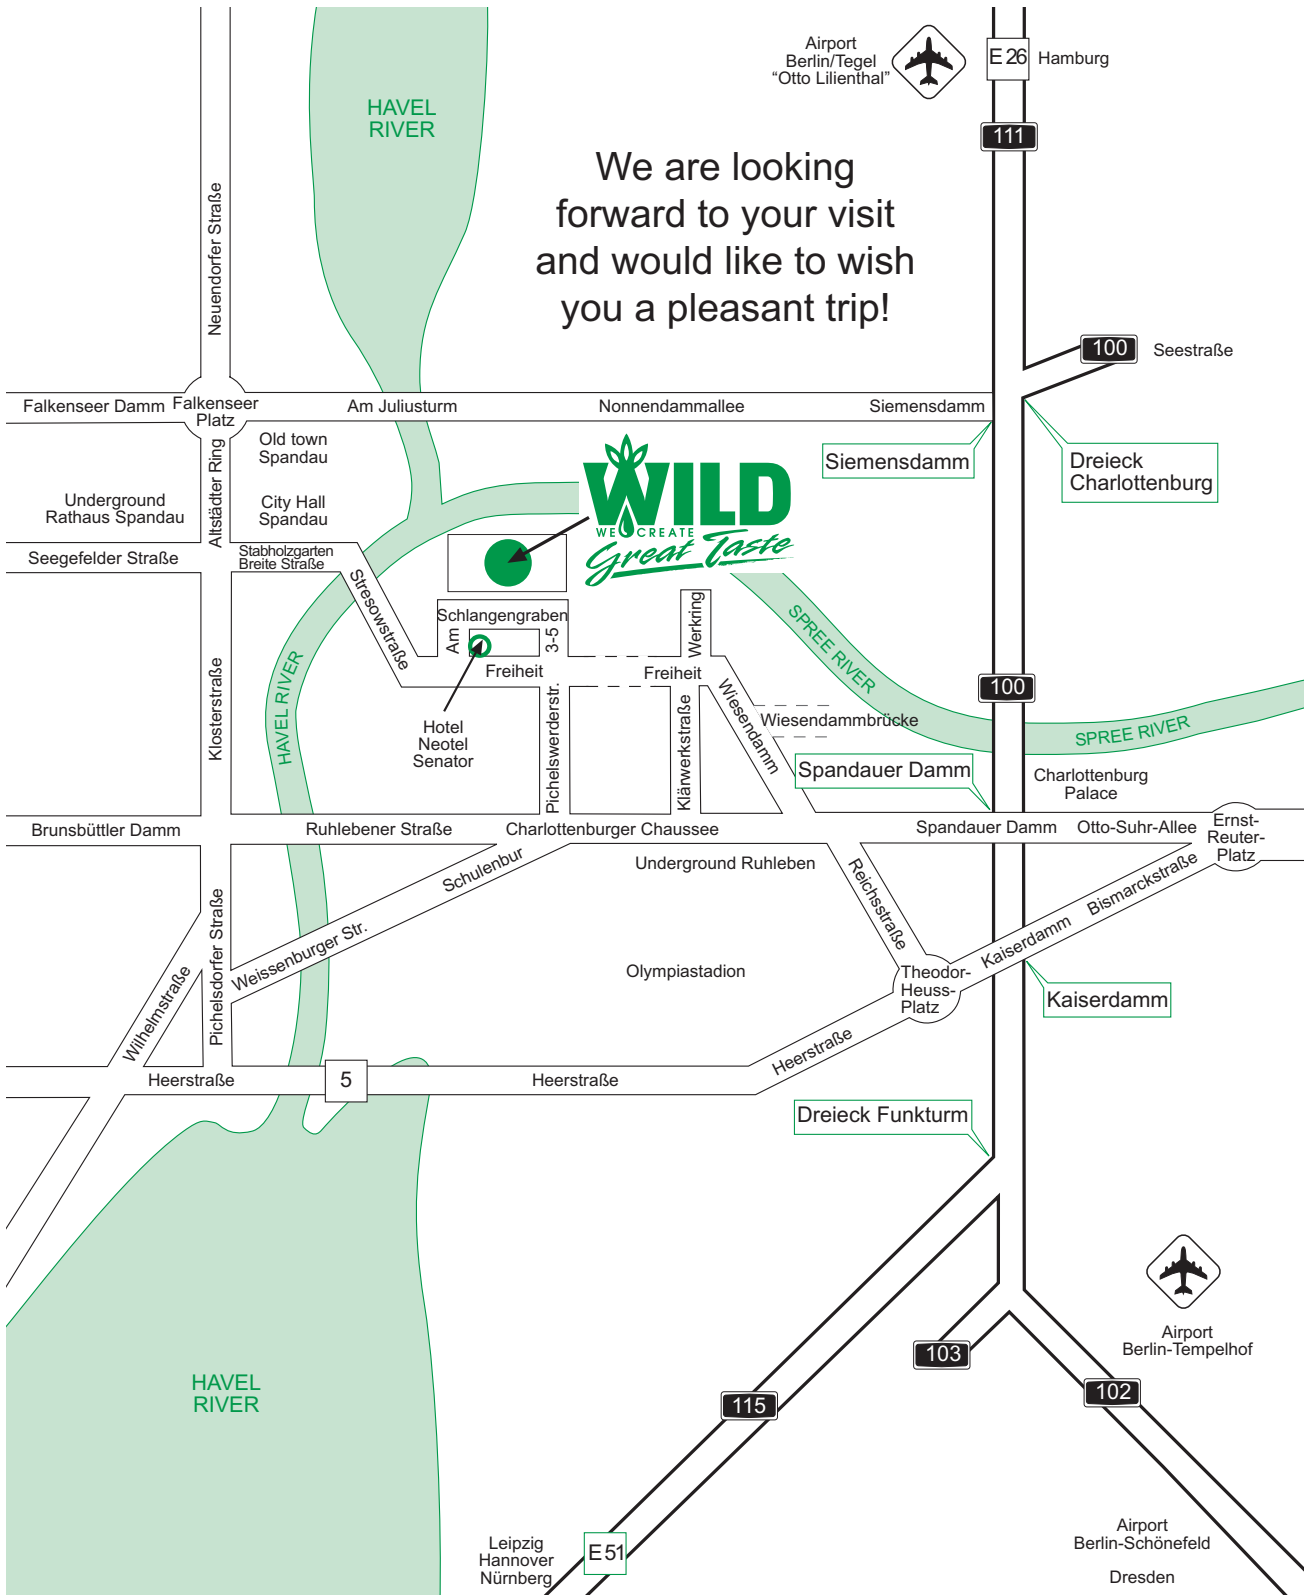 Airport
Berlin/Tegel
“Otto Lilienthal”
E 26
Hamburg
111
HAVEL
RIVER
We are looking
forward to your visit
and would like to wish
you a pleasant trip!
Neuendorfer Straße
100
Seestraße
Falkenseer Damm
Falkenseer
Platz
Am Juliusturm
Nonnendammallee
Siemensdamm
Old town
Spandau
Siemensdamm
Dreieck
Charlottenburg
Altstädter Ring
Underground
Rathaus Spandau
City Hall
Spandau
WILD
WE CREATE
Great Taste
Seegefelder Straße
Stabholzgarten
Breite Straße
Stresowstraße
Schlangengraben
Am
3-5
Werkring
Freiheit
Freiheit
SPREE RIVER
HAVEL RIVER
Klosterstraße
Hotel
Neotel
Senator
Pichelswerderstr.
Klärwerkstraße
Wiesendamm
Wiesendammbrücke
100
SPREE RIVER
Spandauer Damm
Charlottenburg
Palace
Brunsbüttler Damm
Ruhlebener Straße
Charlottenburger Chaussee
Spandauer Damm
Otto-Suhr-Allee
Ernst-
Reuter-
Platz
Schulenbur
Underground Ruhleben
Reichsstraße
Bismarckstraße
Weissenburger Str.
Kaiserdamm
Pichelsdorfer Straße
Wilhelmstraße
Olympiastadion
Theodor-
Heuss-
Platz
Kaiserdamm
Heerstraße
Heerstraße
5
Heerstraße
Dreieck Funkturm
Airport
Berlin-Tempelhof
103
HAVEL
RIVER
115
102
Leipzig
Hannover
Nürnberg
E 51
Airport
Berlin-Schönefeld
Dresden